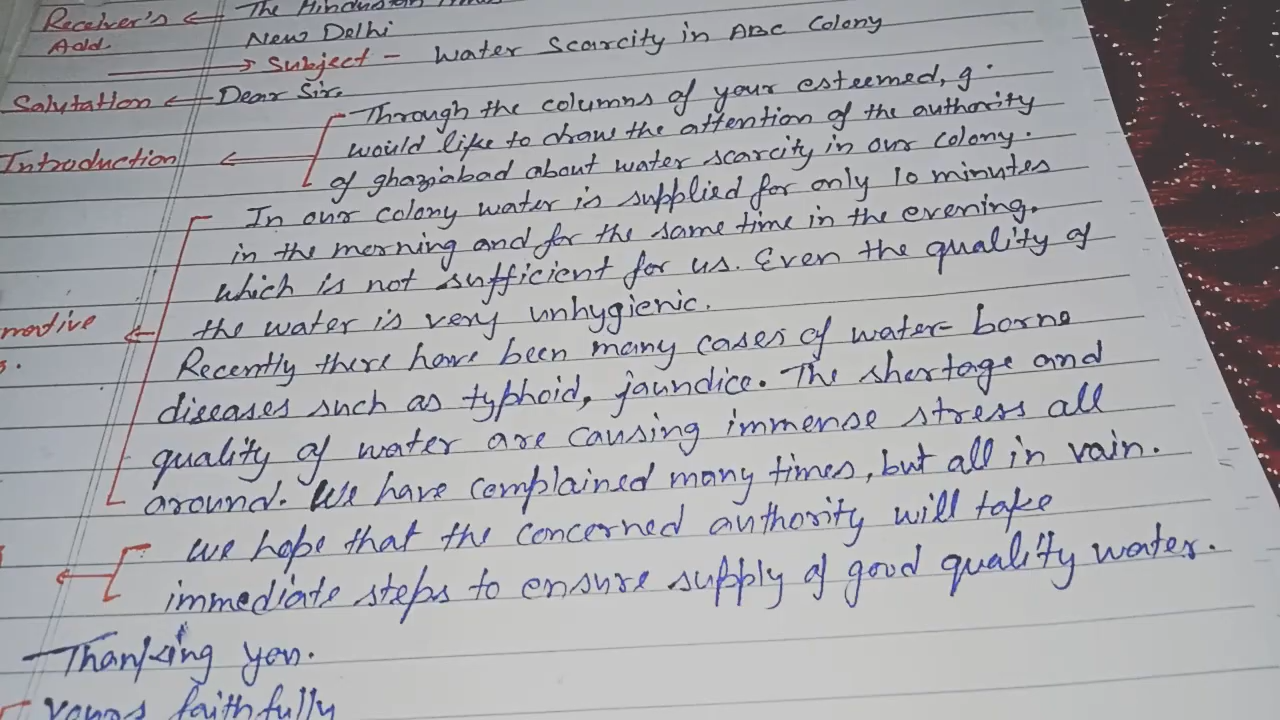 Receiver's The Hindustan Times
Add. New Delhi
Subject - Water Scarcity in ABC Colony
Salutation Dear Sir,
Through the columns of your esteemed, g.
Introduction would like to draw the attention of the authority
of ghaziabad about water scarcity in our colony.
In our colony water is supplied for only 10 minutes
in the morning and for the same time in the evening.
which is not sufficient for us. Even the quality of
mative the water is very unhygienic.
Recently there have been many cases of water-borne
diseases such as typhoid, jaundice. The shortage and
quality of water are causing immense stress all
around. We have complained many times, but all in vain.
We hope that the concerned authority will take
immediate steps to ensure supply of good quality water.
Thanking you.
Yours faithfully